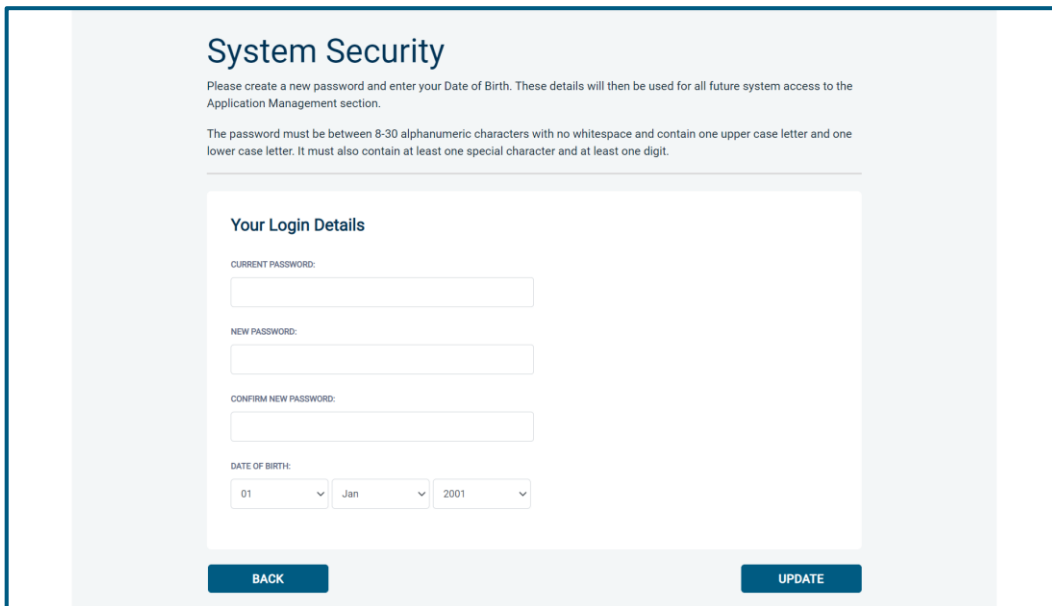 System Security
Please create a new password and enter your Date of Birth. These details will then be used for all future system access to the
Application Management section.
The password must be between 8-30 alphanumeric characters with no whitespace and contain one upper case letter and one
lower case letter. It must also contain at least one special character and at least one digit.
Your Login Details
CURRENT PASSWORD:
NEW PASSWORD:
CONFIRM NEW PASSWORD:
DATE OF BIRTH:
01 Jan 2001
BACK UPDATE